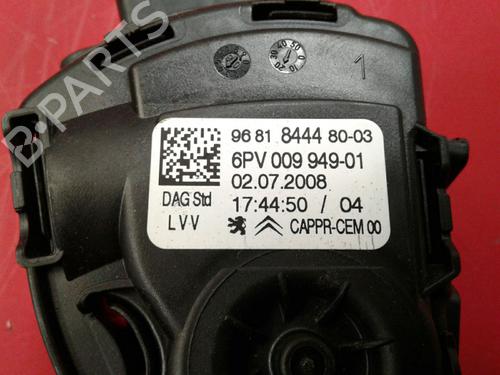 1
96 81 8444 80-03
6PV 009 949-01
02.07.2008
DAG Std
17:44:50 / 04
LVV
CAPPR-CEM 00
B-PARTS